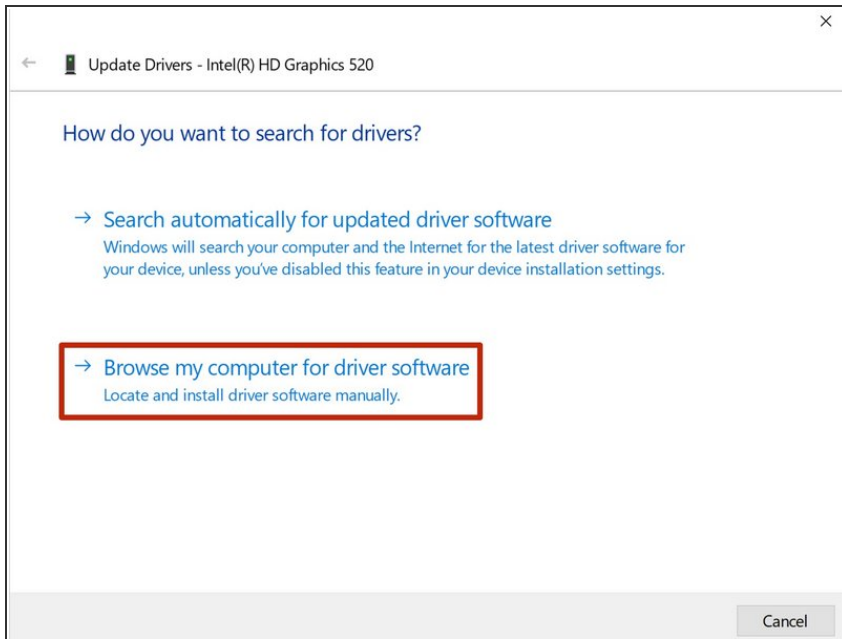 Update Drivers - Intel(R) HD Graphics 520
How do you want to search for drivers?
Search automatically for updated driver software
Windows will search your computer and the Internet for the latest driver software for
your device, unless you've disabled this feature in your device installation settings.
Browse my computer for driver software
Locate and install driver software manually.
Cancel